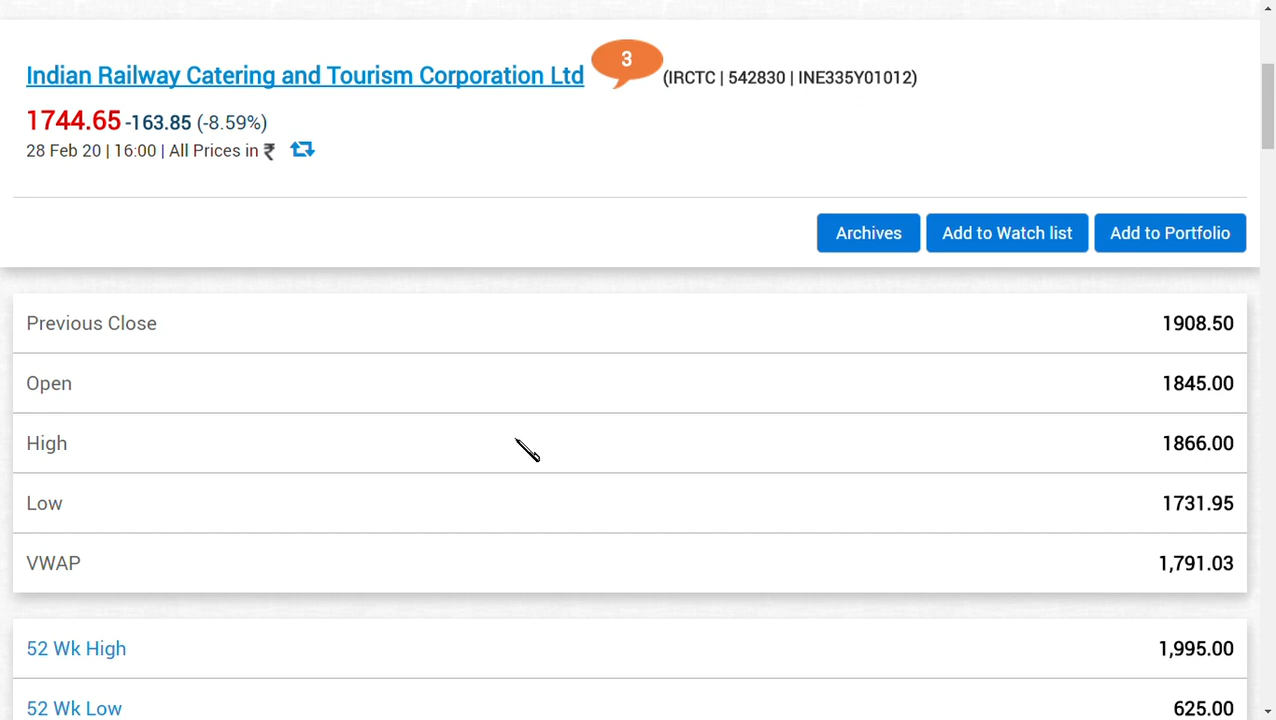 Indian Railway Catering and Tourism Corporation Ltd 3 (IRCTC | 542830 | INE335Y01012)
1744.65 -163.85 (-8.59%)
28 Feb 20 | 16:00 | All Prices in ₹
Archives Add to Watch list Add to Portfolio
Previous Close 1908.50
Open 1845.00
High 1866.00
Low 1731.95
VWAP 1,791.03
52 Wk High 1,995.00
52 Wk Low 625.00